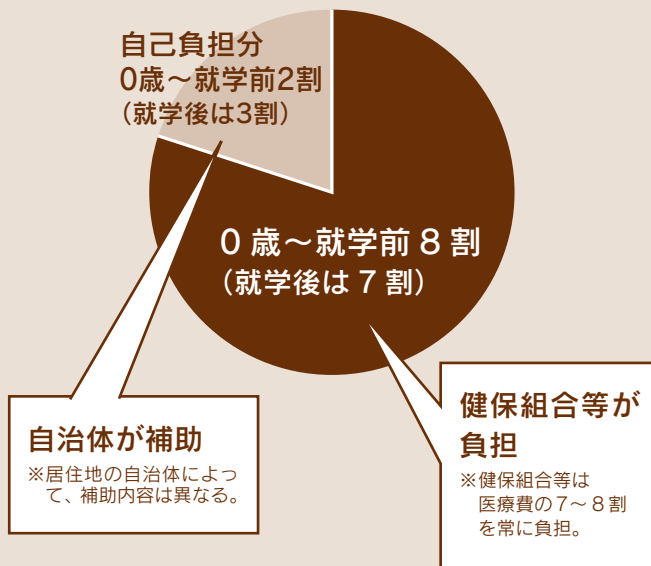 自己負担分
0歳～就学前2割
（就学後は3割）
0歳～就学前8割
（就学後は7割）
自治体が補助
※居住地の自治体によっ
て、補助内容は異なる。
健保組合等が
負担
※健保組合等は
医療費の7～8割
を常に負担。